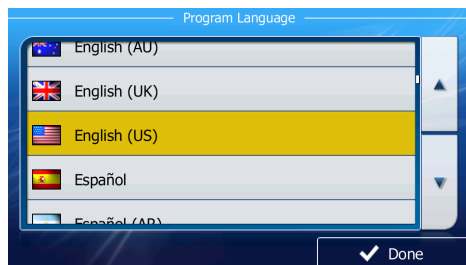 Program Language
English (AU)
English (UK)
English (US)
Español
Español (AR)
Done